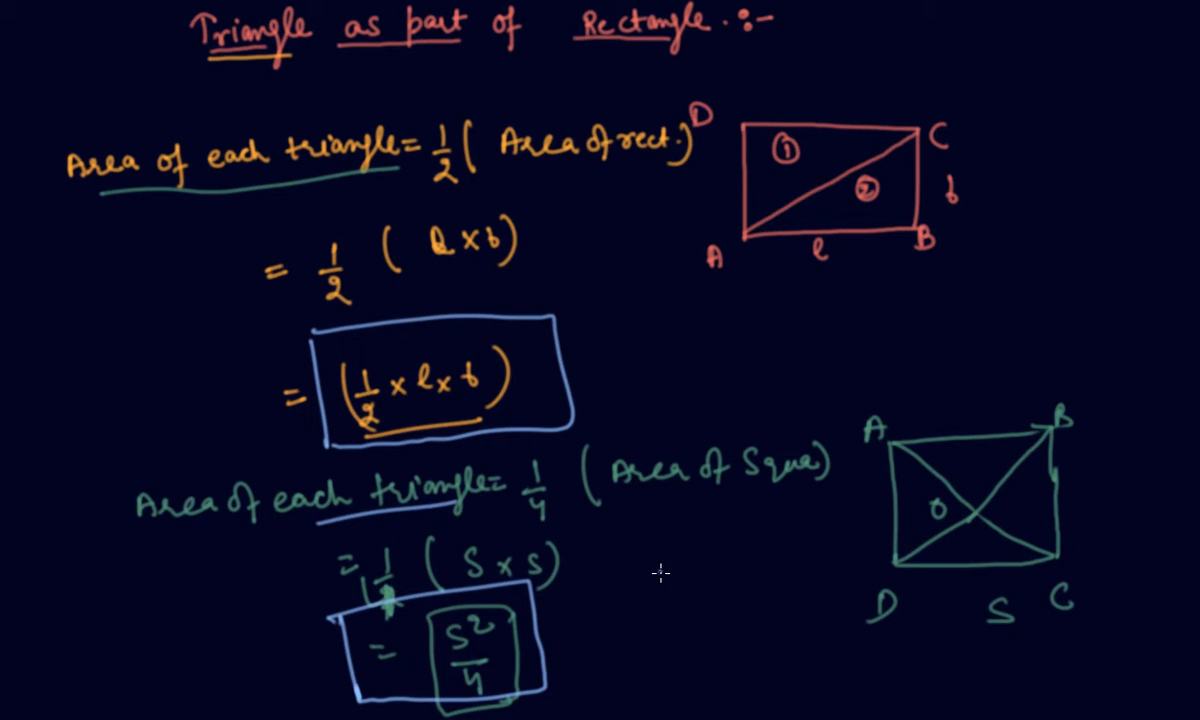 Triangle as part of Rectangle. :-
Area of each triangle = 1/2 ( Area of rect.)
= 1/2 ( l × b)
= (1/2 × l × b)
D
C
①
②
b
A
l
B
Area of each triangle = 1/4 ( Area of Squa)
= 1/4 ( S × S)
= S²/4
A
B
O
D
S
C